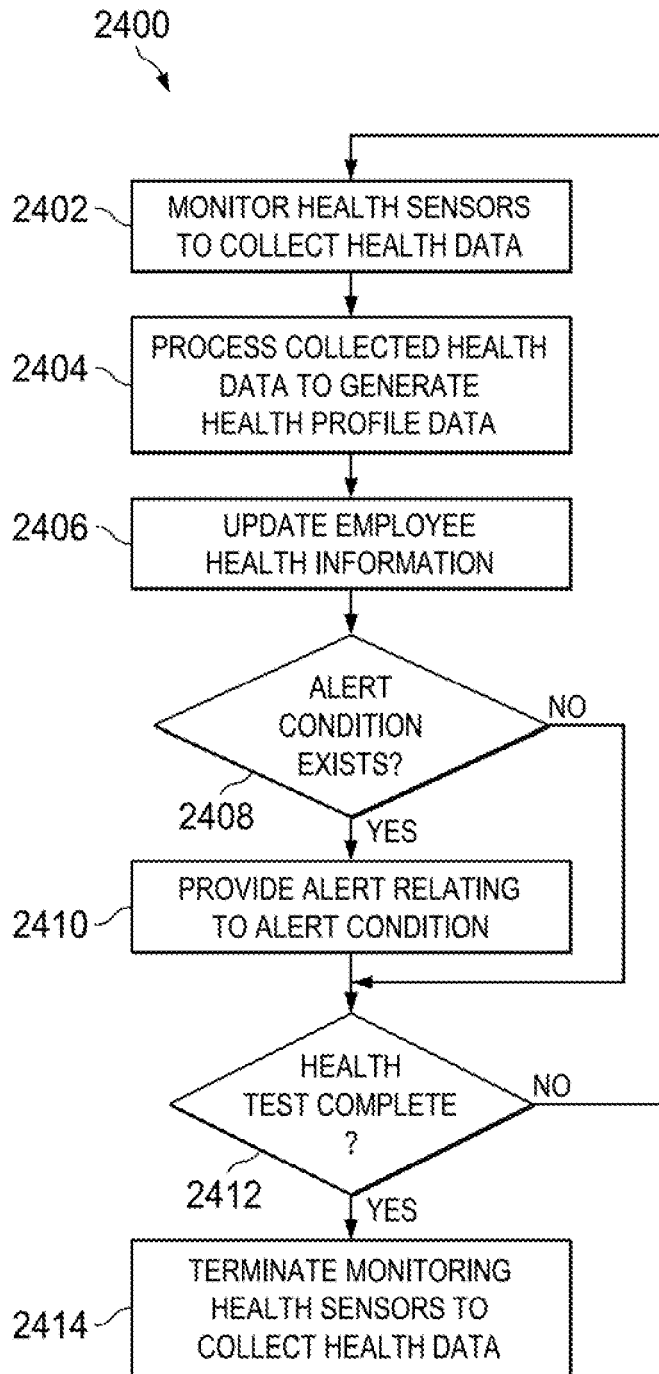 2400
2402
MONITOR HEALTH SENSORS
TO COLLECT HEALTH DATA
2404
PROCESS COLLECTED HEALTH
DATA TO GENERATE
HEALTH PROFILE DATA
2406
UPDATE EMPLOYEE
HEALTH INFORMATION
ALERT
CONDITION
EXISTS?
NO
2408
YES
2410
PROVIDE ALERT RELATING
TO ALERT CONDITION
HEALTH
TEST COMPLETE
?
NO
2412
YES
2414
TERMINATE MONITORING
HEALTH SENSORS TO
COLLECT HEALTH DATA